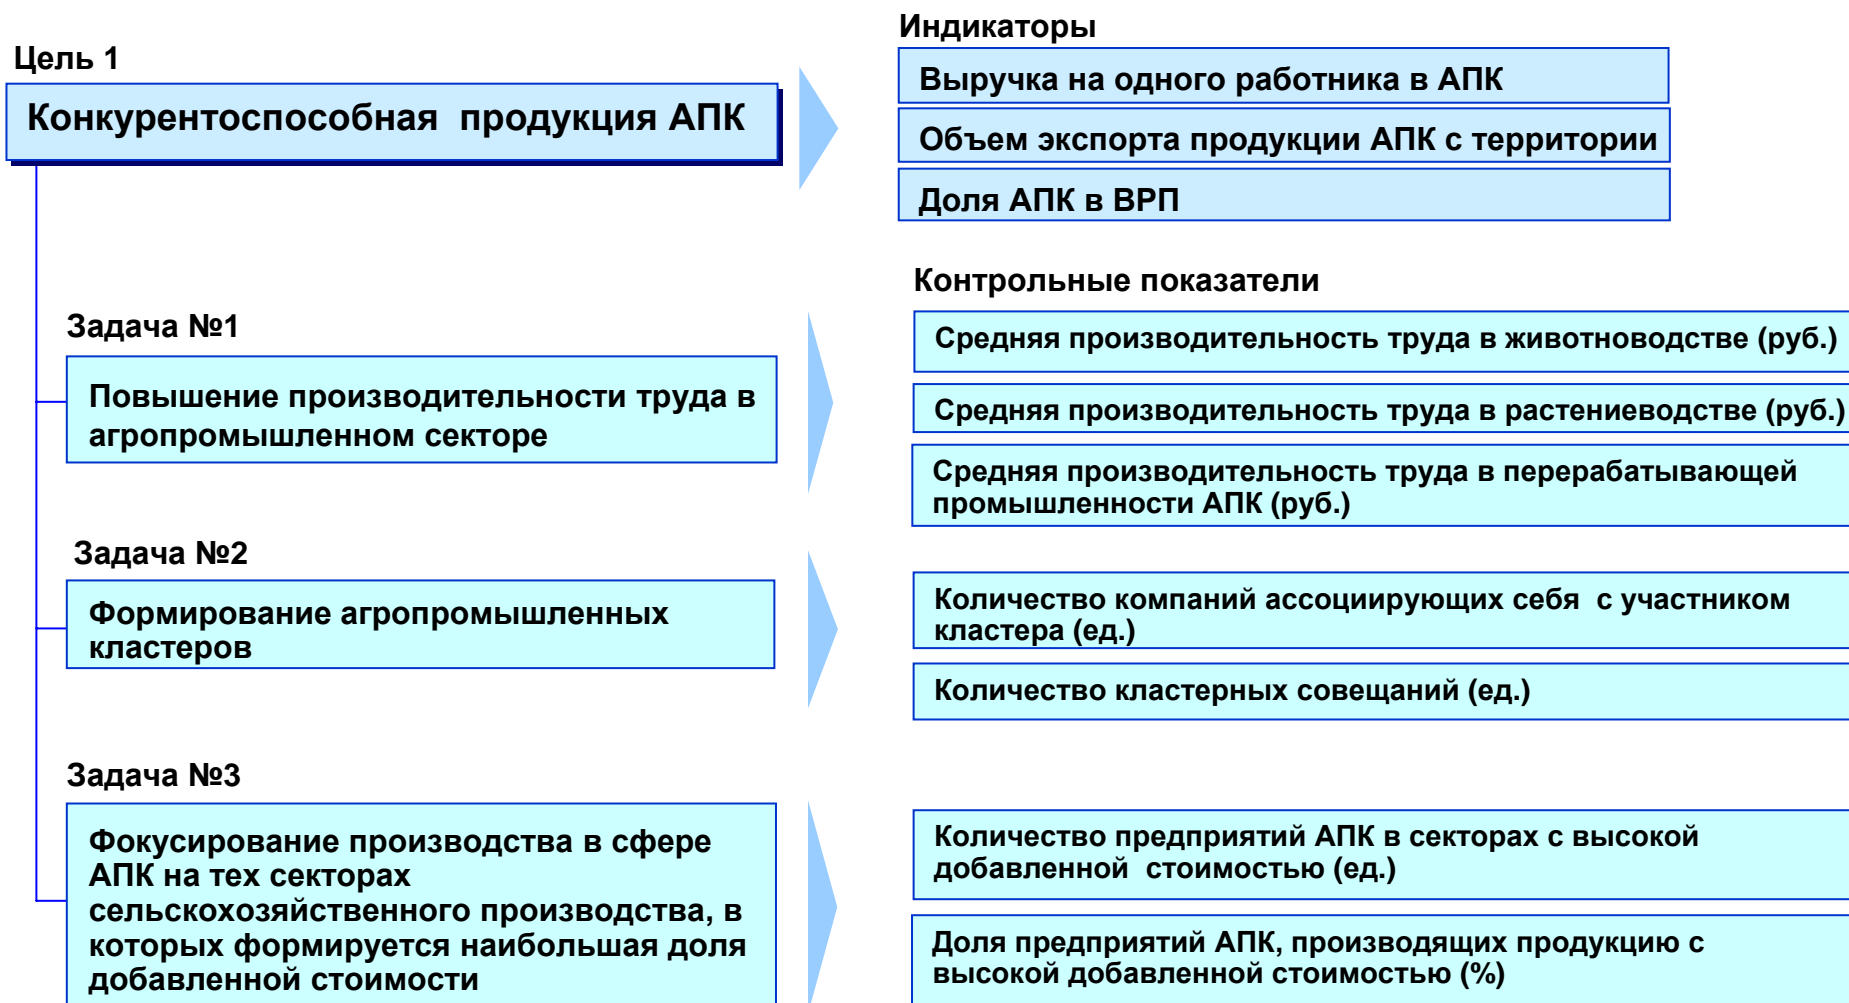 Цель 1
Конкурентоспособная продукция АПК
Индикаторы
Выручка на одного работника в АПК
Объем экспорта продукции АПК с территории
Доля АПК в ВРП
Контрольные показатели
Задача №1
Повышение производительности труда в
агропромышленном секторе
Средняя производительность труда в животноводстве (руб.)
Средняя производительность труда в растениеводстве (руб.)
Средняя производительность труда в перерабатывающей
промышленности АПК (руб.)
Задача №2
Формирование агропромышленных
кластеров
Количество компаний ассоциирующих себя с участником
кластера (ед.)
Количество кластерных совещаний (ед.)
Задача №3
Фокусирование производства в сфере
АПК на тех секторах
сельскохозяйственного производства, в
которых формируется наибольшая доля
добавленной стоимости
Количество предприятий АПК в секторах с высокой
добавленной стоимостью (ед.)
Доля предприятий АПК, производящих продукцию с
высокой добавленной стоимостью (%)